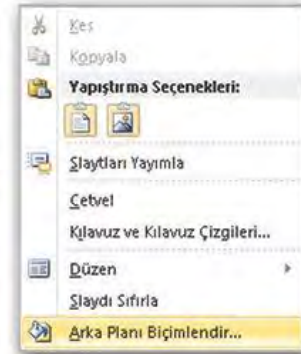 Kes
Kopyala
Yapıştırma Seçenekleri:
Slaytları Yayımla
Cetvel
Kılavuz ve Kılavuz Çizgileri...
Düzen
Slaydı Sıfırla
Arka Planı Biçimlendir...